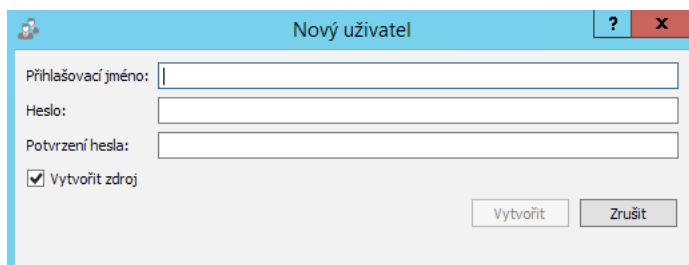 Nový uživatel
? x
Přihlašovací jméno:
Heslo:
Potvrzení hesla:
Vytvořit zdroj
Vytvořit Zrušit